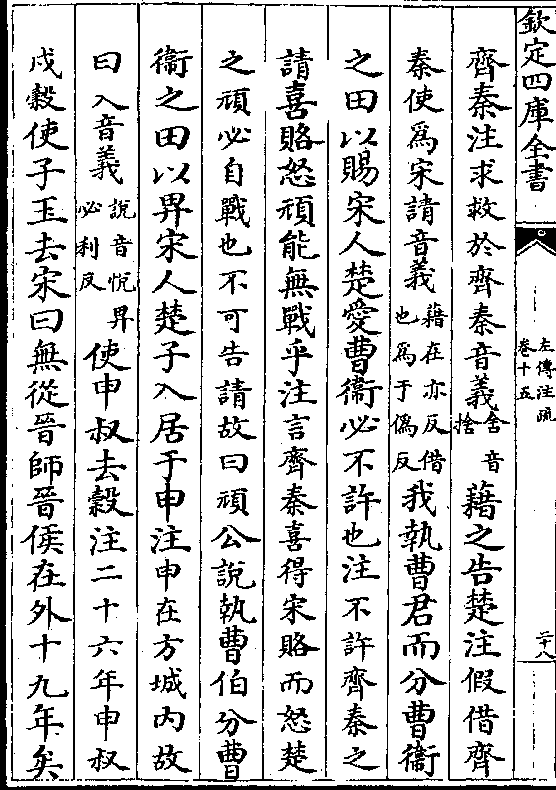 欽定四庫全書
左傳注疏
卷十五
二十八
齊秦注求救於齊秦音義舍音捨藉之告楚注假借齊
秦使為宋請音義藉在亦反借也為于偽反我執曹君而分曹衛
之田以賜宋人楚愛曹衛必不許也注不許齊秦之
請喜賂怒頑能無戰乎注言齊秦喜得宋賂而怒楚
之頑必自戰也不可告請故曰頑公說執曹伯分曹
衛之田以畀宋人楚子入居于申注申在方城内故
曰入音義說音悅畀必利反使申叔去穀注二十六年申叔
戍穀使子玉去宋曰無從晉師晉侯在外十九年矣